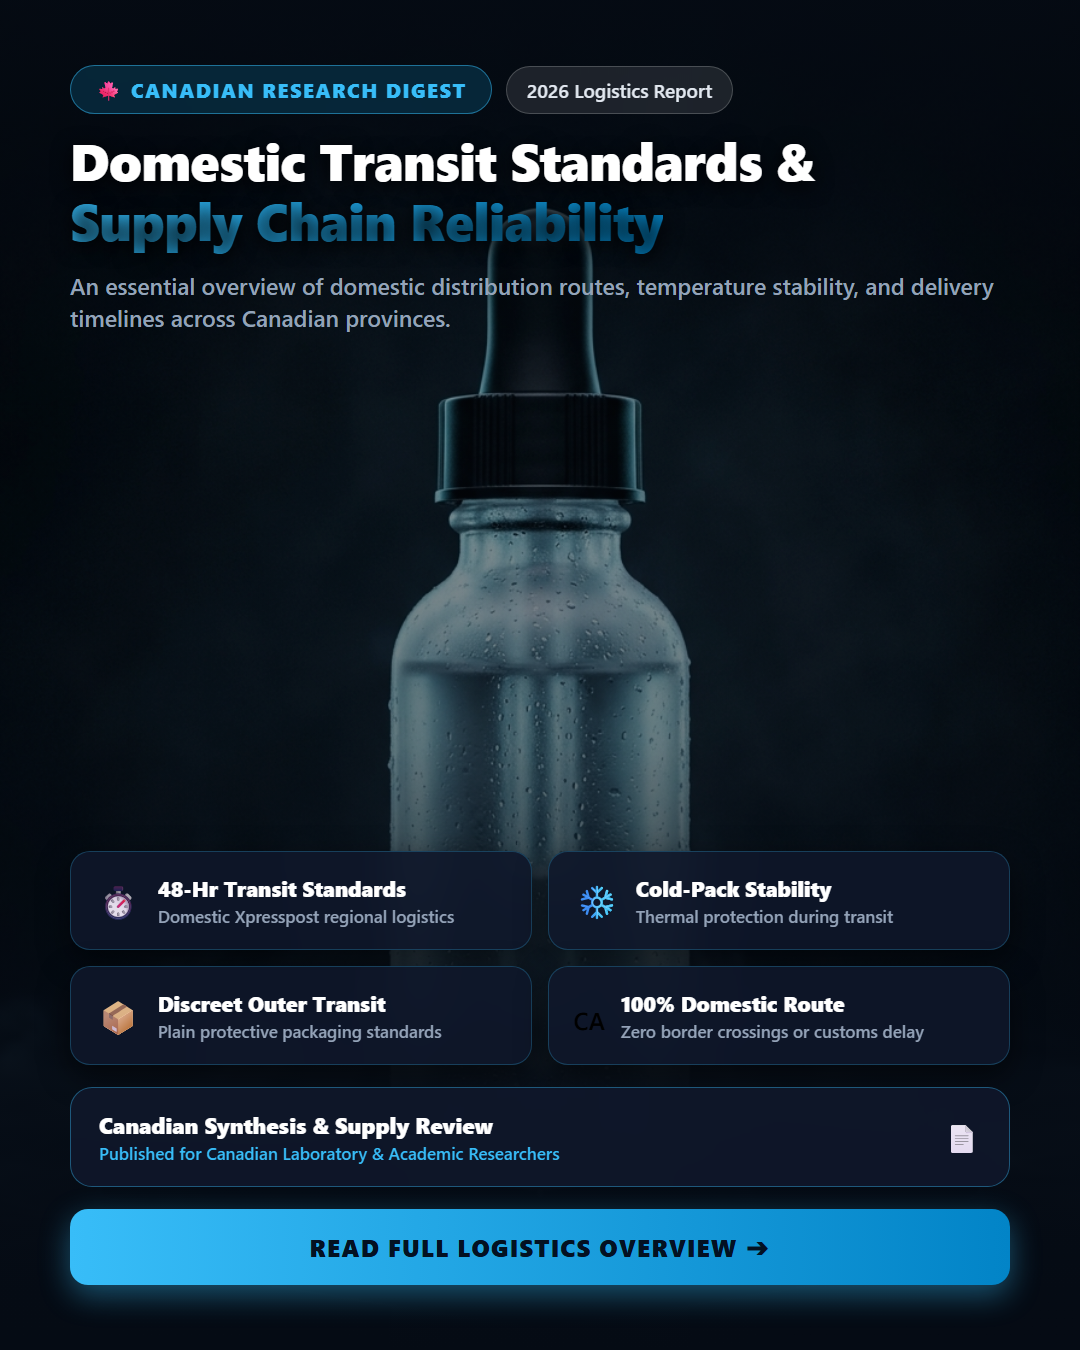 CANADIAN RESEARCH DIGEST
2026 Logistics Report
Domestic Transit Standards &
Supply Chain Reliability
An essential overview of domestic distribution routes, temperature stability, and delivery
timelines across Canadian provinces.
48-Hr Transit Standards
Domestic Xpresspost regional logistics
Cold-Pack Stability
Thermal protection during transit
Discreet Outer Transit
Plain protective packaging standards
CA
100% Domestic Route
Zero border crossings or customs delay
Canadian Synthesis & Supply Review
Published for Canadian Laboratory & Academic Researchers
READ FULL LOGISTICS OVERVIEW ➔